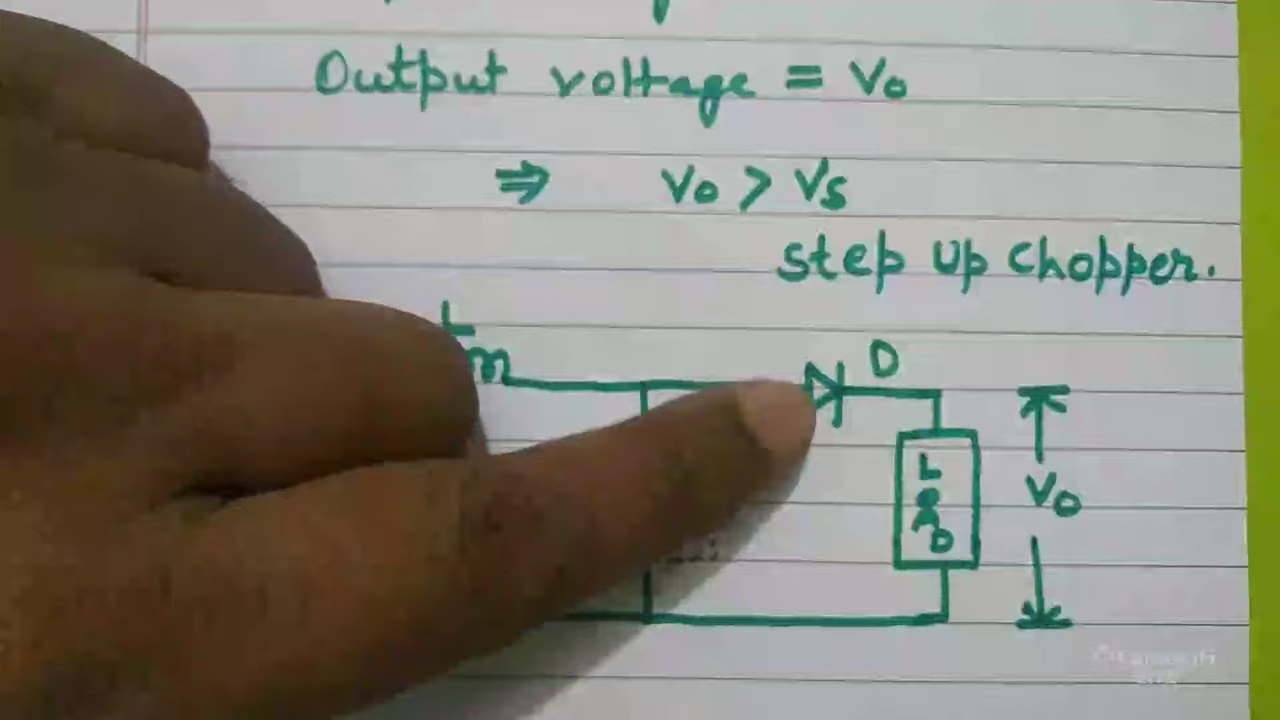 Output voltage = Vo
⇒ Vo > Vs
step up chopper.
L
D
LOAD
Vo